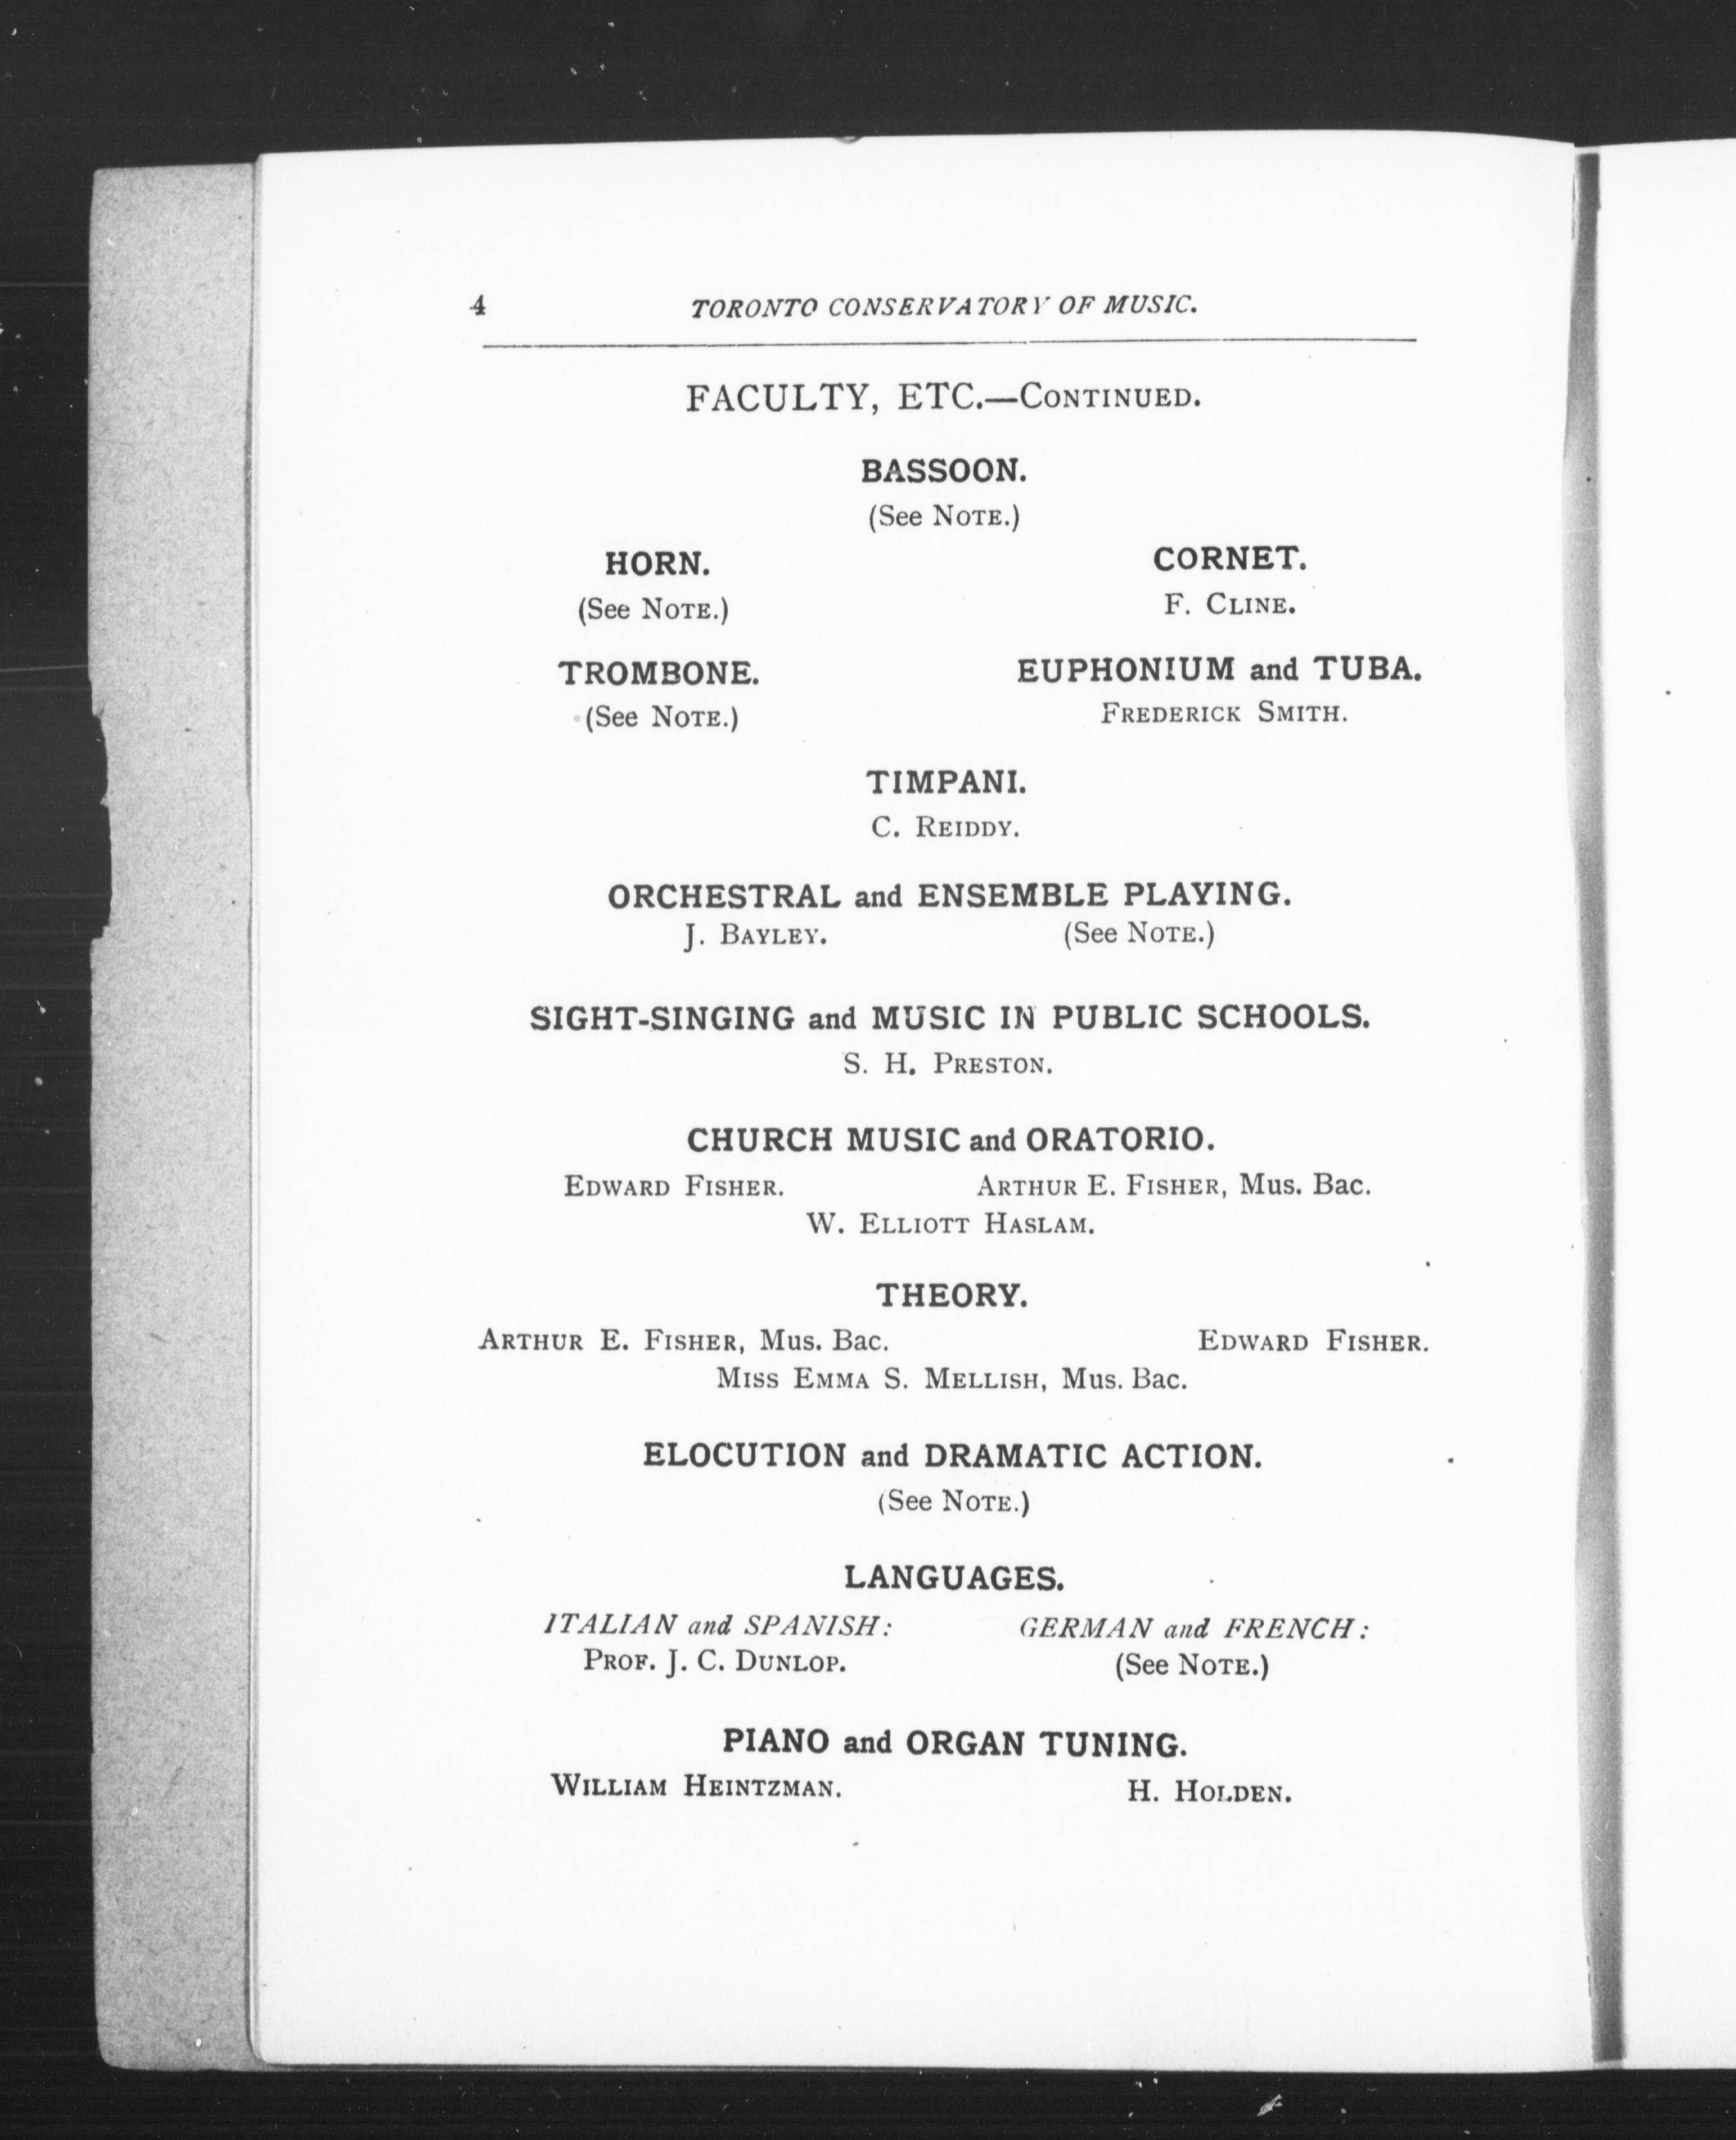 4 TORONTO CONSERVATORY OF MUSIC.
FACULTY, ETC.—CONTINUED.
BASSOON.
(See NOTE.)
HORN. CORNET.
(See NOTE.) F. CLINE.
TROMBONE. EUPHONIUM and TUBA.
(See NOTE.) FREDERICK SMITH.
TIMPANI.
C. REIDDY.
ORCHESTRAL and ENSEMBLE PLAYING.
J. BAYLEY. (See NOTE.)
SIGHT-SINGING and MUSIC IN PUBLIC SCHOOLS.
S. H. PRESTON.
CHURCH MUSIC and ORATORIO.
EDWARD FISHER. ARTHUR E. FISHER, Mus. Bac.
W. ELLIOTT HASLAM.
THEORY.
ARTHUR E. FISHER, Mus. Bac. EDWARD FISHER.
MISS EMMA S. MELLISH, Mus. Bac.
ELOCUTION and DRAMATIC ACTION.
(See NOTE.)
LANGUAGES.
ITALIAN and SPANISH: GERMAN and FRENCH:
PROF. J. C. DUNLOP. (See NOTE.)
PIANO and ORGAN TUNING.
WILLIAM HEINTZMAN. H. HOLDEN.